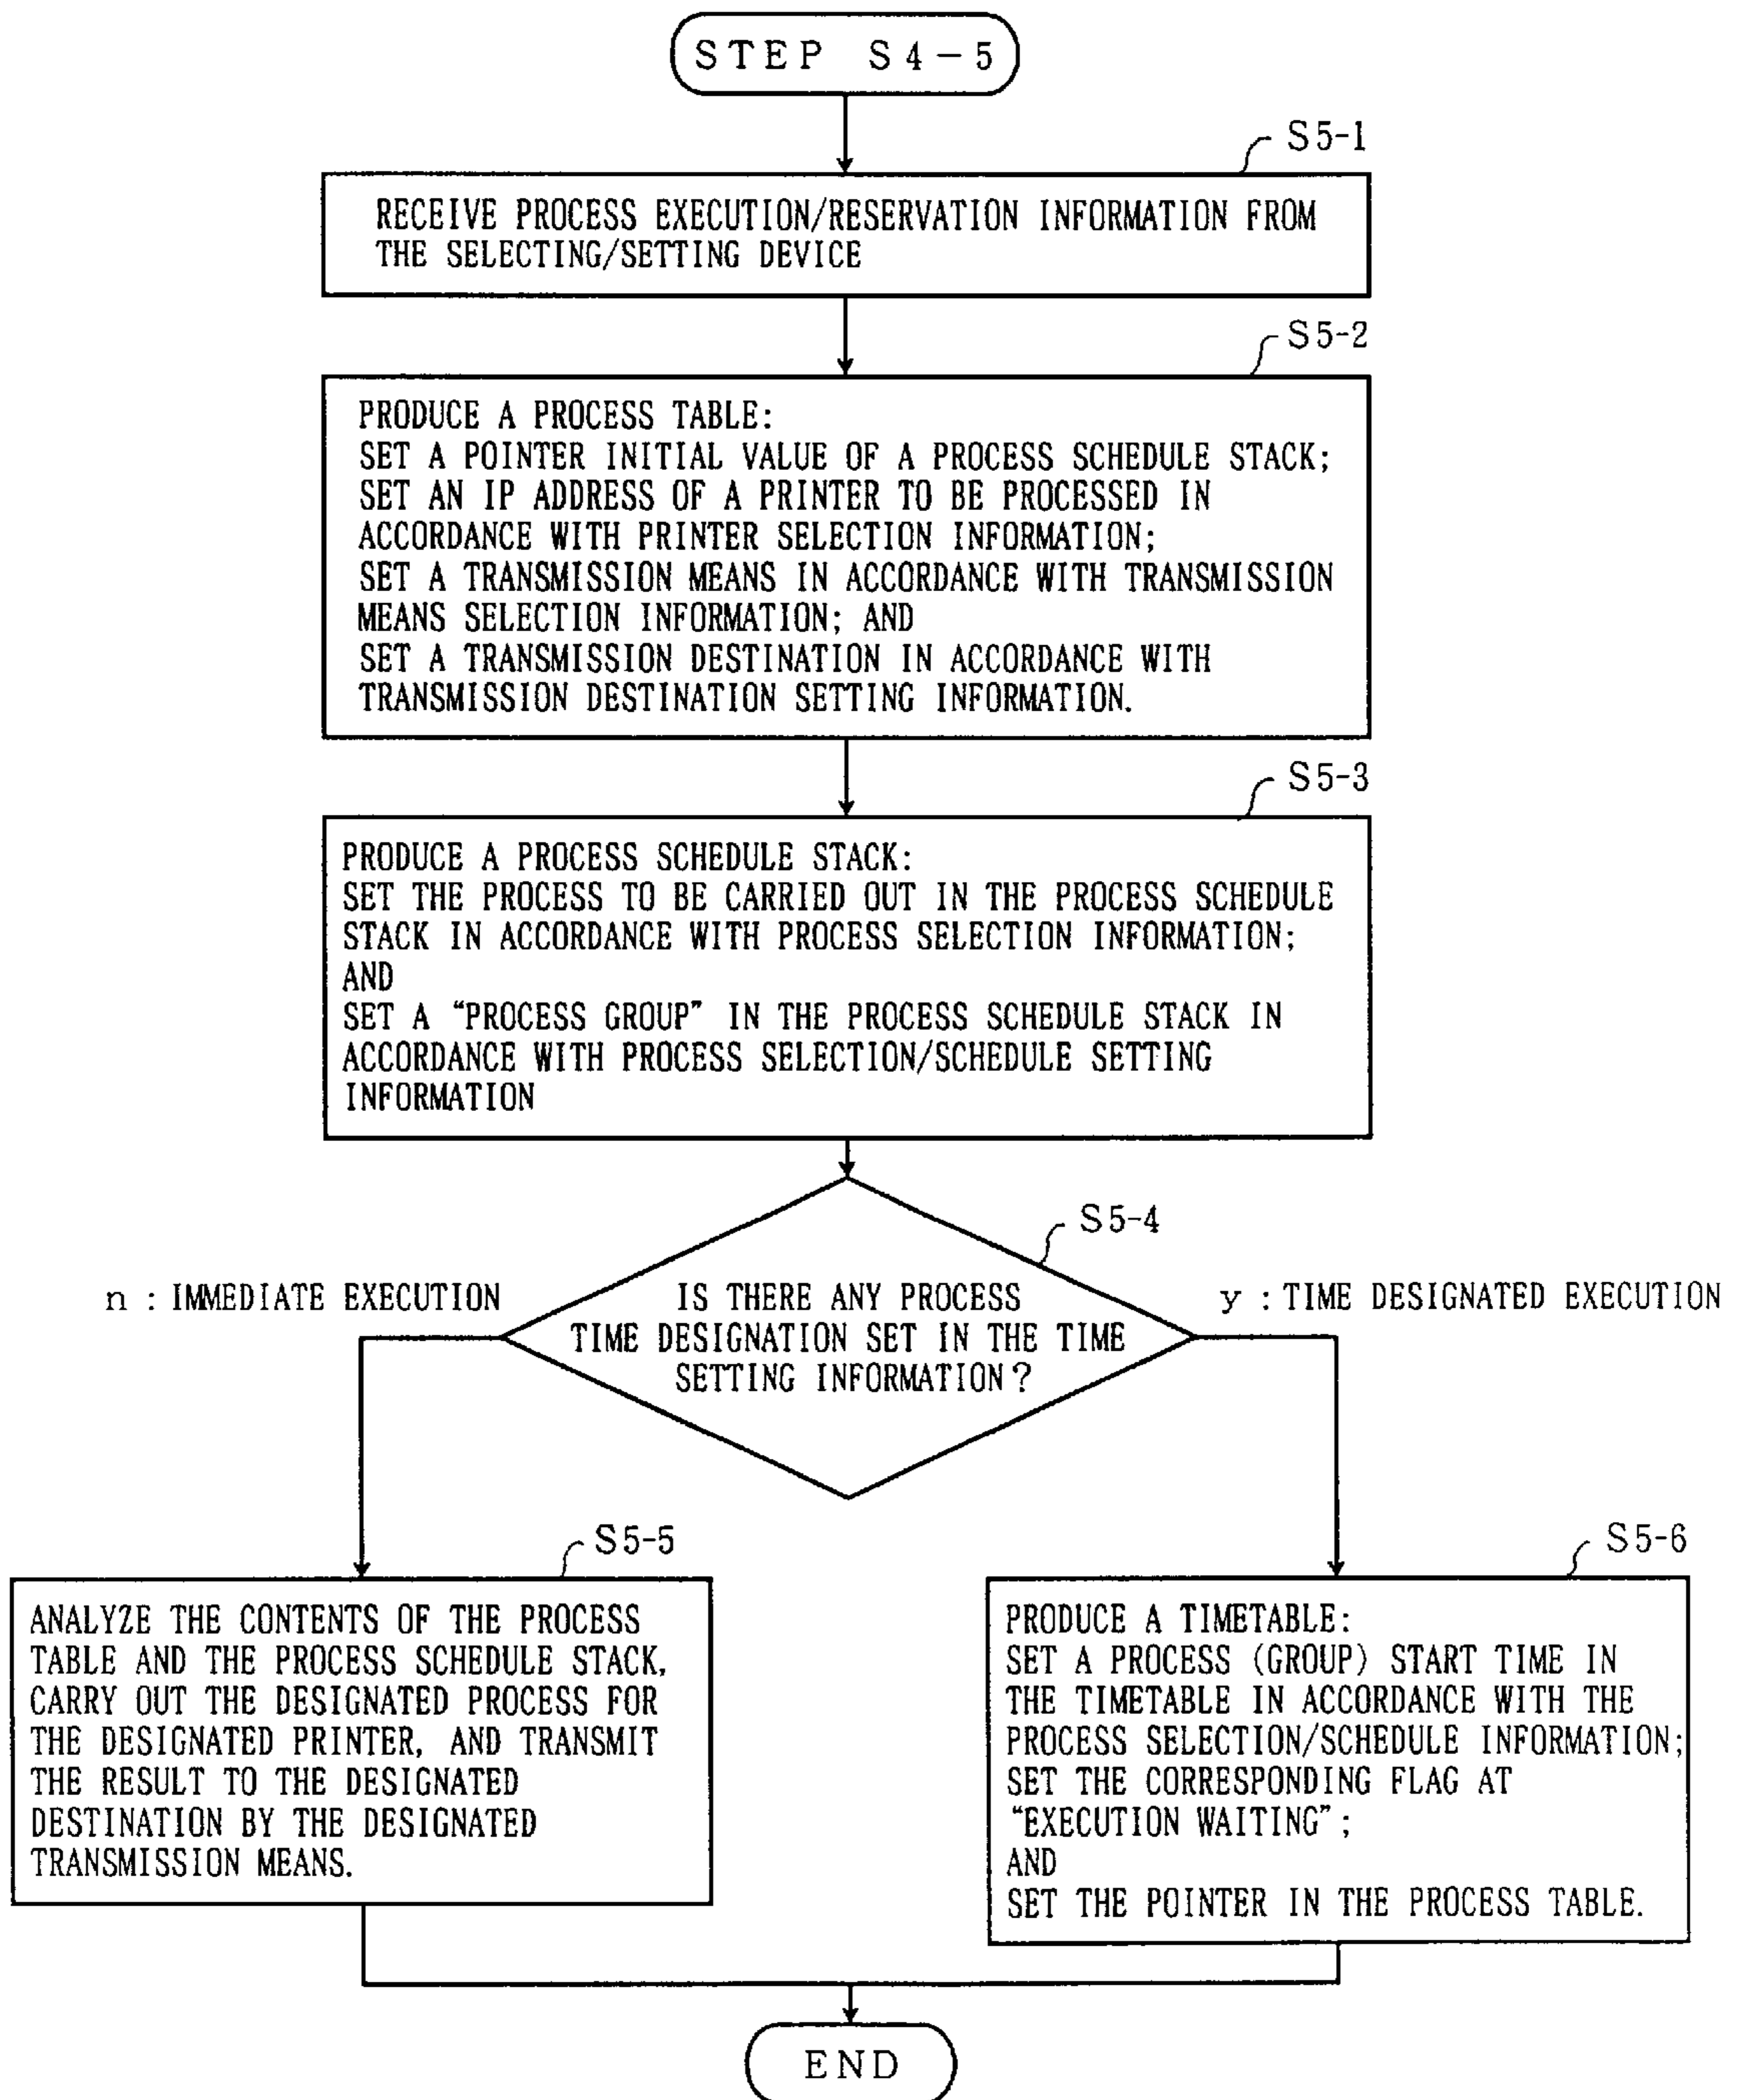 STEP S4-5
S5-1
RECEIVE PROCESS EXECUTION/RESERVATION INFORMATION FROM
THE SELECTING/SETTING DEVICE
S5-2
PRODUCE A PROCESS TABLE:
SET A POINTER INITIAL VALUE OF A PROCESS SCHEDULE STACK;
SET AN IP ADDRESS OF A PRINTER TO BE PROCESSED IN
ACCORDANCE WITH PRINTER SELECTION INFORMATION;
SET A TRANSMISSION MEANS IN ACCORDANCE WITH TRANSMISSION
MEANS SELECTION INFORMATION; AND
SET A TRANSMISSION DESTINATION IN ACCORDANCE WITH
TRANSMISSION DESTINATION SETTING INFORMATION.
S5-3
PRODUCE A PROCESS SCHEDULE STACK:
SET THE PROCESS TO BE CARRIED OUT IN THE PROCESS SCHEDULE
STACK IN ACCORDANCE WITH PROCESS SELECTION INFORMATION;
AND
SET A “PROCESS GROUP” IN THE PROCESS SCHEDULE STACK IN
ACCORDANCE WITH PROCESS SELECTION/SCHEDULE SETTING
INFORMATION
S5-4
n : IMMEDIATE EXECUTION
IS THERE ANY PROCESS
TIME DESIGNATION SET IN THE TIME
SETTING INFORMATION?
y : TIME DESIGNATED EXECUTION
S5-5
ANALYZE THE CONTENTS OF THE PROCESS
TABLE AND THE PROCESS SCHEDULE STACK,
CARRY OUT THE DESIGNATED PROCESS FOR
THE DESIGNATED PRINTER, AND TRANSMIT
THE RESULT TO THE DESIGNATED
DESTINATION BY THE DESIGNATED
TRANSMISSION MEANS.
S5-6
PRODUCE A TIMETABLE:
SET A PROCESS (GROUP) START TIME IN
THE TIMETABLE IN ACCORDANCE WITH THE
PROCESS SELECTION/SCHEDULE INFORMATION;
SET THE CORRESPONDING FLAG AT
“EXECUTION WAITING”;
AND
SET THE POINTER IN THE PROCESS TABLE.
END